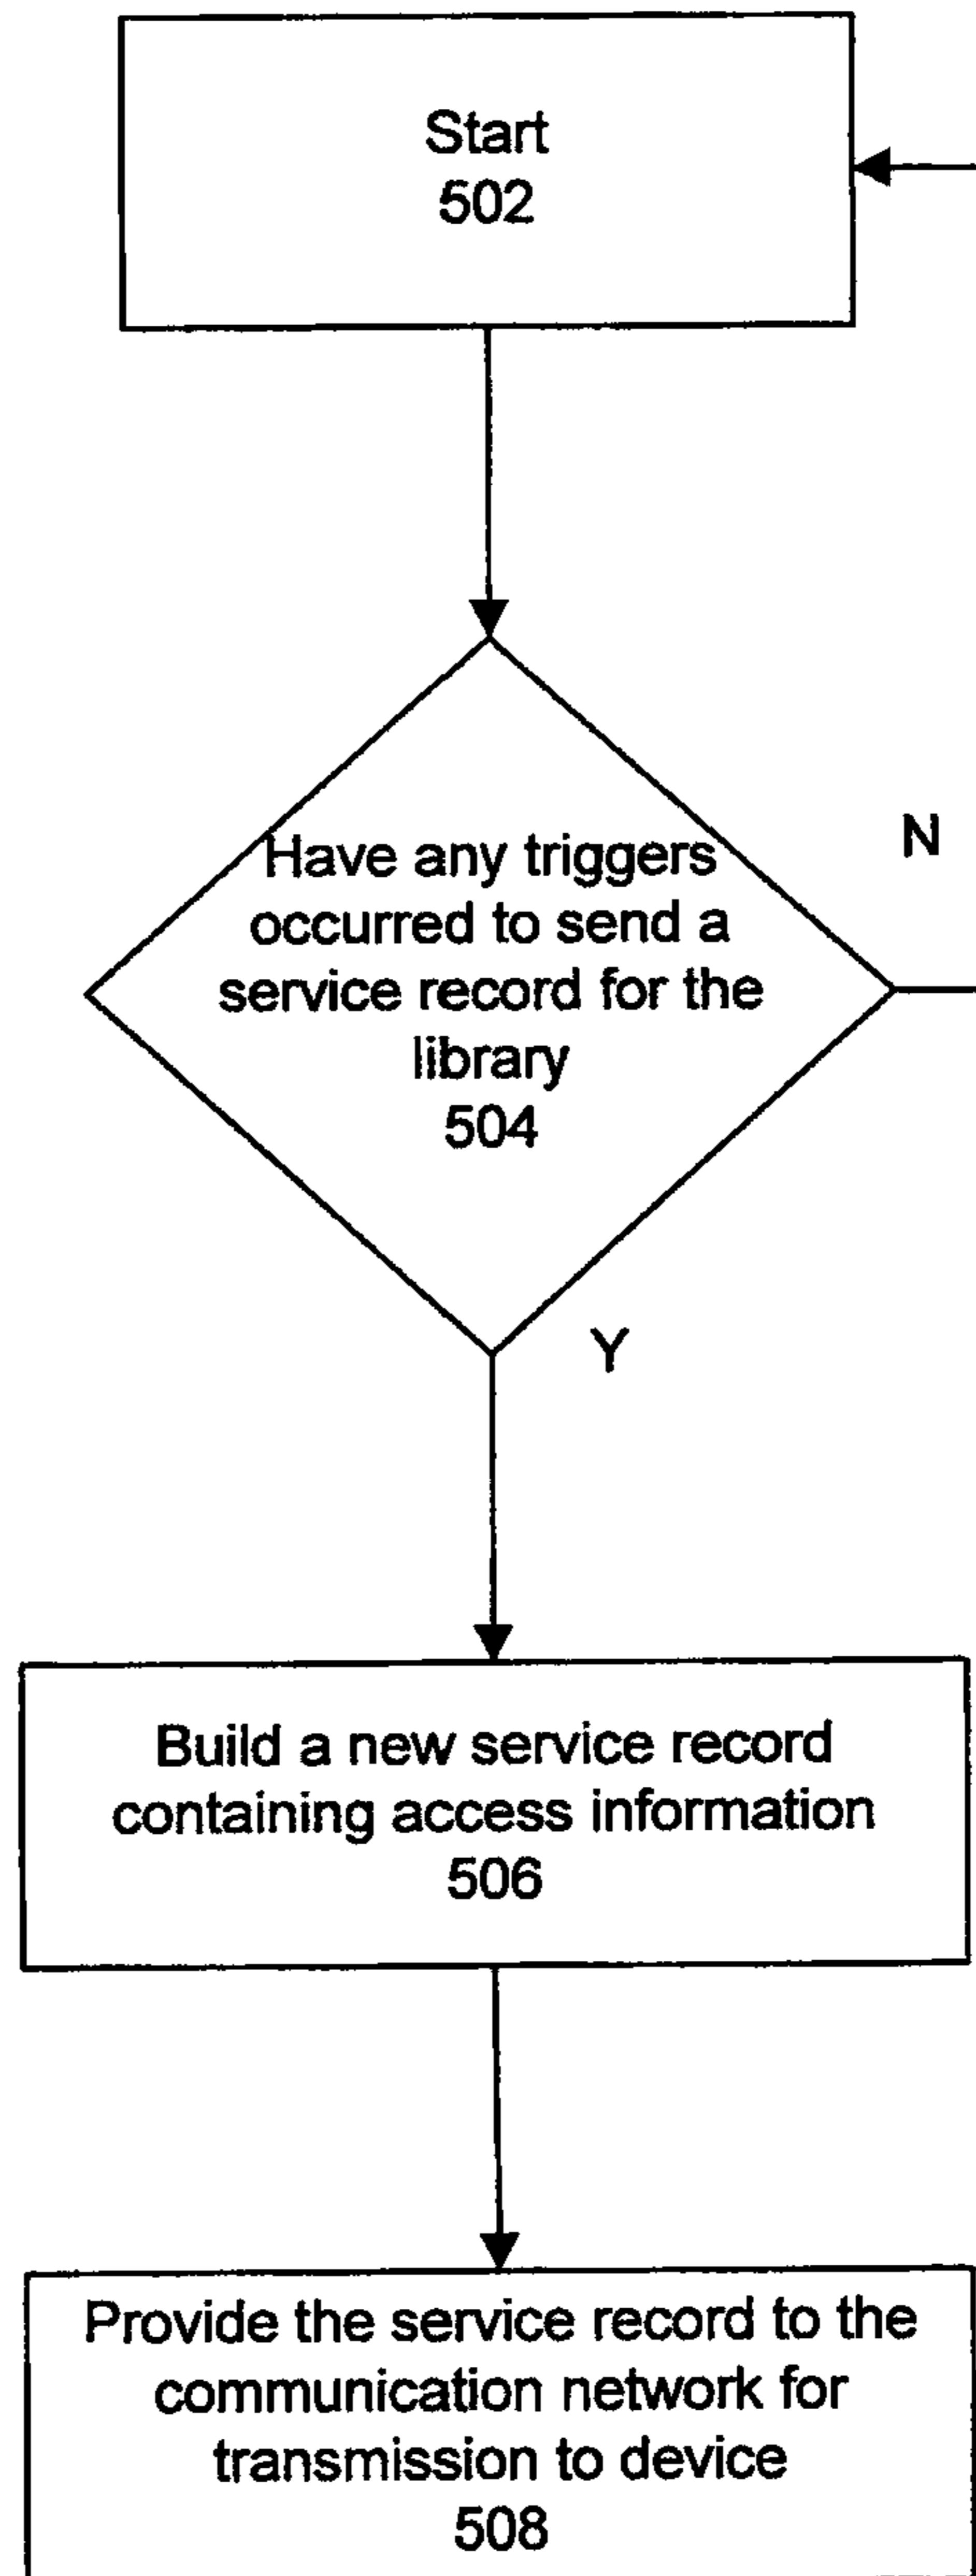 Start
502
Have any triggers
occurred to send a
service record for the
library
504
N
Y
Build a new service record
containing access information
506
Provide the service record to the
communication network for
transmission to device
508